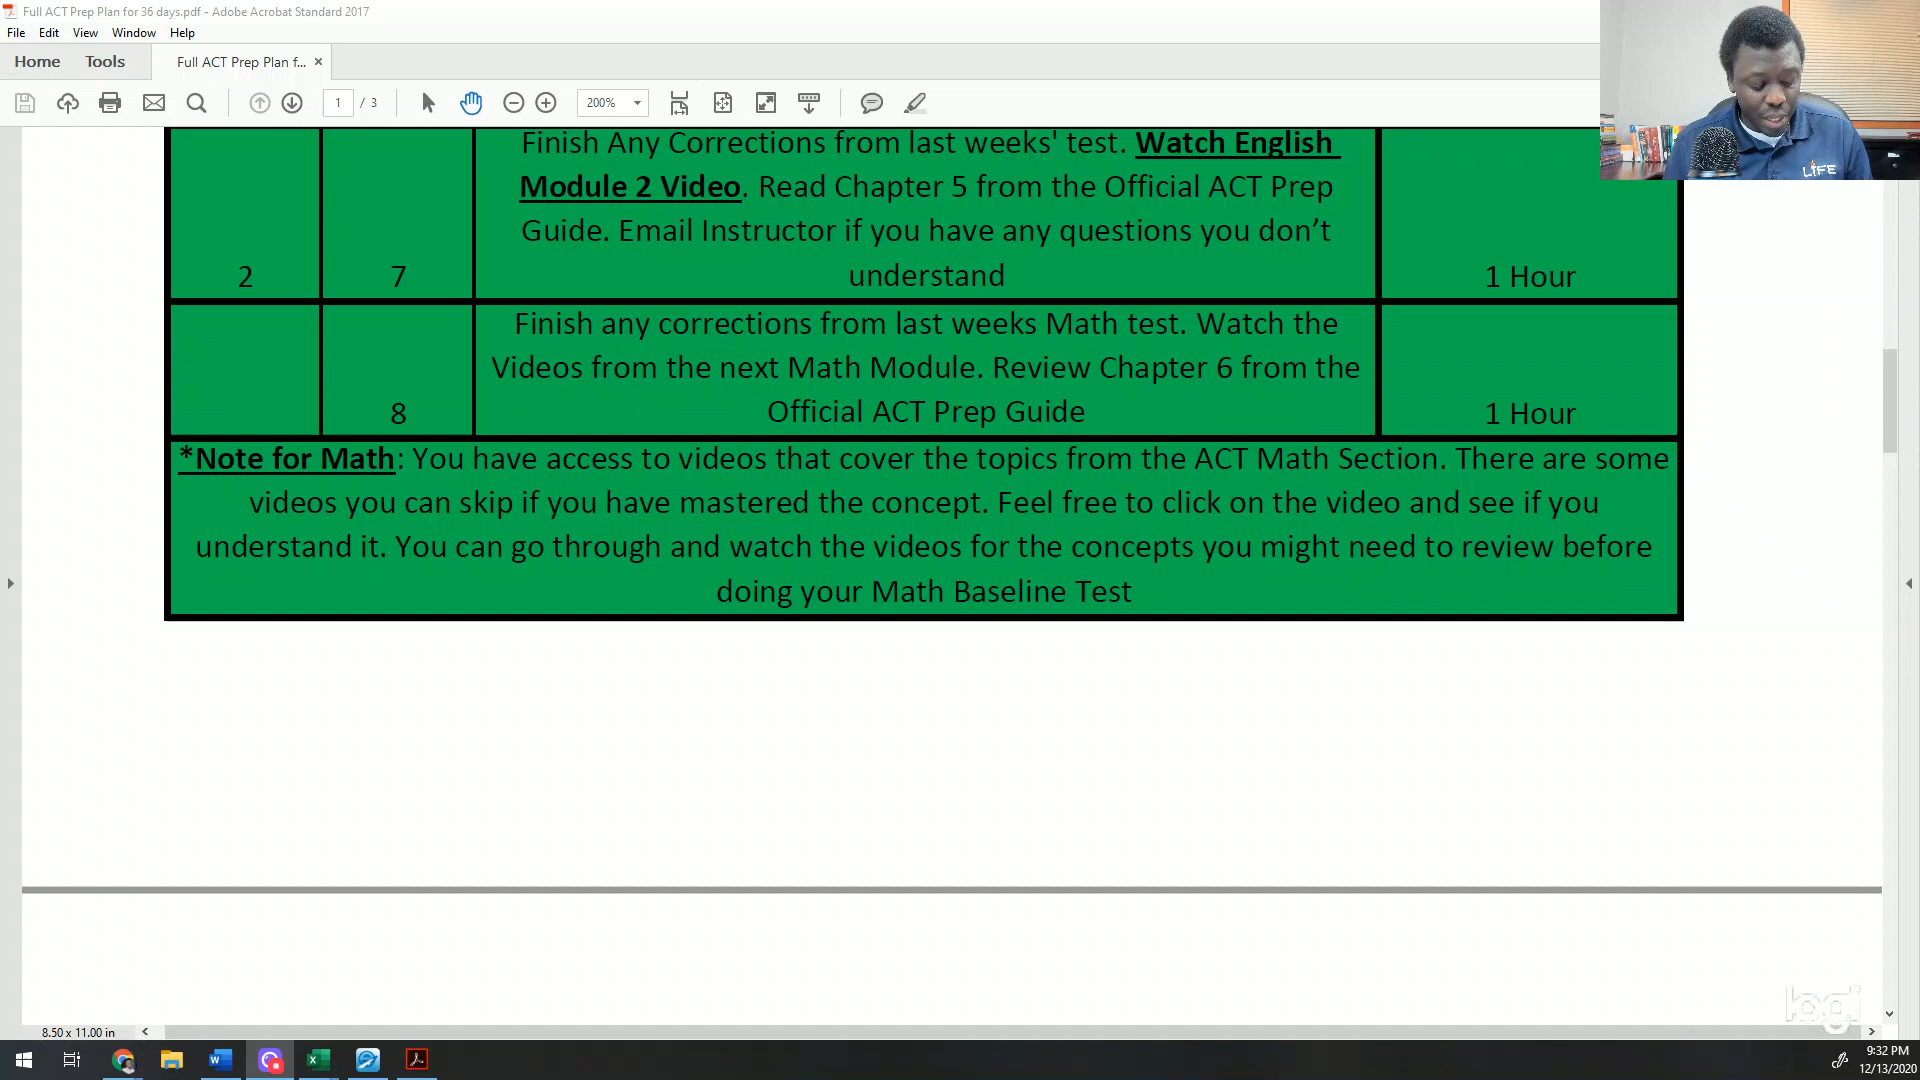 Full ACT Prep Plan for 36 days.pdf - Adobe Acrobat Standard 2017
File Edit View Window Help
Home Tools Full ACT Prep Plan f... ×
1 / 3 200%
Finish Any Corrections from last weeks' test. Watch English
Module 2 Video. Read Chapter 5 from the Official ACT Prep
Guide. Email Instructor if you have any questions you don’t
understand
2 7 1 Hour
Finish any corrections from last weeks Math test. Watch the
Videos from the next Math Module. Review Chapter 6 from the
Official ACT Prep Guide
8 1 Hour
*Note for Math: You have access to videos that cover the topics from the ACT Math Section. There are some
videos you can skip if you have mastered the concept. Feel free to click on the video and see if you
understand it. You can go through and watch the videos for the concepts you might need to review before
doing your Math Baseline Test
LIFE
logi
8.50 x 11.00 in
9:32 PM
12/13/2020